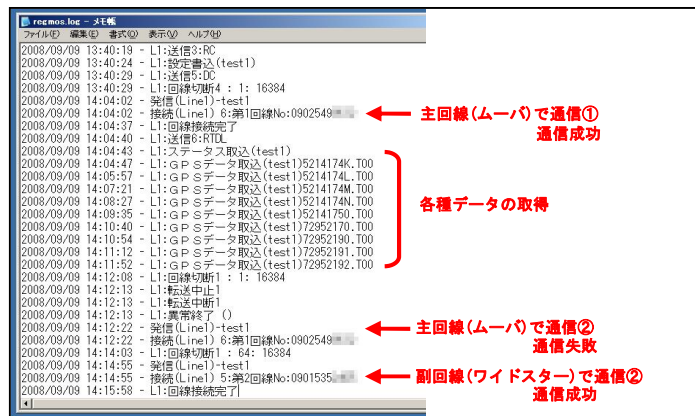 regmos.log - メモ帳
ファイル(F) 編集(E) 書式(O) 表示(V) ヘルプ(H)
2008/09/09 13:40:19 - L1:送信3:RC
2008/09/09 13:40:24 - L1:設定書込(test1)
2008/09/09 13:40:29 - L1:送信5:DC
2008/09/09 13:40:29 - L1:回線切断4 : 1: 16384
2008/09/09 14:04:02 - 発信(Line1)-test1
2008/09/09 14:04:02 - 接続(Line1) 6:第1回線No:0902549
主回線(ムーバ)で通信①
通信成功
2008/09/09 14:04:37 - L1:回線接続完了
2008/09/09 14:04:40 - L1:送信6:RTDL
2008/09/09 14:04:43 - L1:ステータス取込(test1)
2008/09/09 14:04:47 - L1:ＧＰＳデータ取込(test1)5214174K.T00
2008/09/09 14:05:57 - L1:ＧＰＳデータ取込(test1)5214174L.T00
2008/09/09 14:07:21 - L1:ＧＰＳデータ取込(test1)5214174M.T00
2008/09/09 14:08:27 - L1:ＧＰＳデータ取込(test1)5214174N.T00
2008/09/09 14:09:35 - L1:ＧＰＳデータ取込(test1)52141750.T00
2008/09/09 14:10:40 - L1:ＧＰＳデータ取込(test1)72952170.T00
2008/09/09 14:10:54 - L1:ＧＰＳデータ取込(test1)72952190.T00
2008/09/09 14:11:12 - L1:ＧＰＳデータ取込(test1)72952191.T00
2008/09/09 14:11:52 - L1:ＧＰＳデータ取込(test1)72952192.T00
各種データの取得
2008/09/09 14:12:08 - L1:回線切断1 : 1: 16384
2008/09/09 14:12:13 - L1:転送中止1
2008/09/09 14:12:13 - L1:転送中断1
2008/09/09 14:12:13 - L1:異常終了 ()
2008/09/09 14:12:22 - 発信(Line1)-test1
2008/09/09 14:12:22 - 接続(Line1) 6:第1回線No:0902549
主回線(ムーバ)で通信②
通信失敗
2008/09/09 14:14:03 - L1:回線切断1 : 64: 16384
2008/09/09 14:14:55 - 発信(Line1)-test1
2008/09/09 14:14:55 - 接続(Line1) 5:第2回線No:0901535
副回線(ワイドスター)で通信②
通信成功
2008/09/09 14:15:58 - L1:回線接続完了